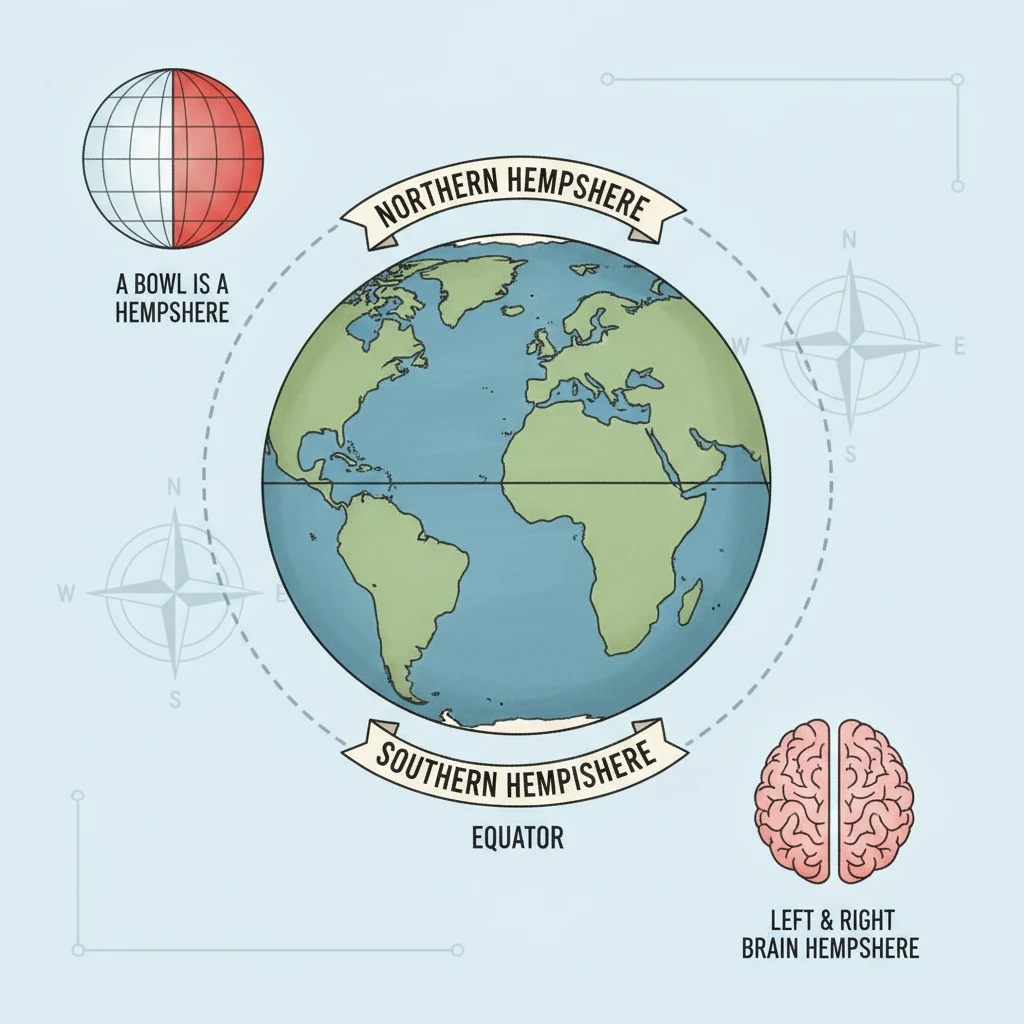 NORTHERN HEMPSHERE
A BOWL IS A
HEMPSHERE
N
W E
S
N
W E
S
SOUTHERN HEMPISHERE
EQUATOR
LEFT & RIGHT
BRAIN HEMPSHERE